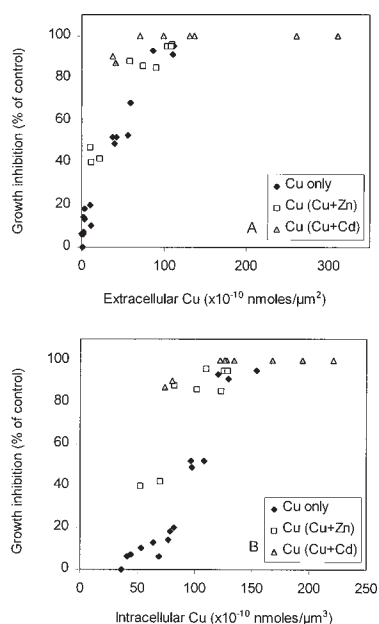 Growth inhibition (% of control)
100
80
60
40
20
0
A
Cu only
Cu (Cu+Zn)
Cu (Cu+Cd)
0
100
200
300
Extracellular Cu (x10-10 nmoles/µm²)
Growth inhibition (% of control)
100
80
60
40
20
0
B
Cu only
Cu (Cu+Zn)
Cu (Cu+Cd)
0
50
100
150
200
250
Intracellular Cu (x10⁻¹⁰ nmoles/µm³)